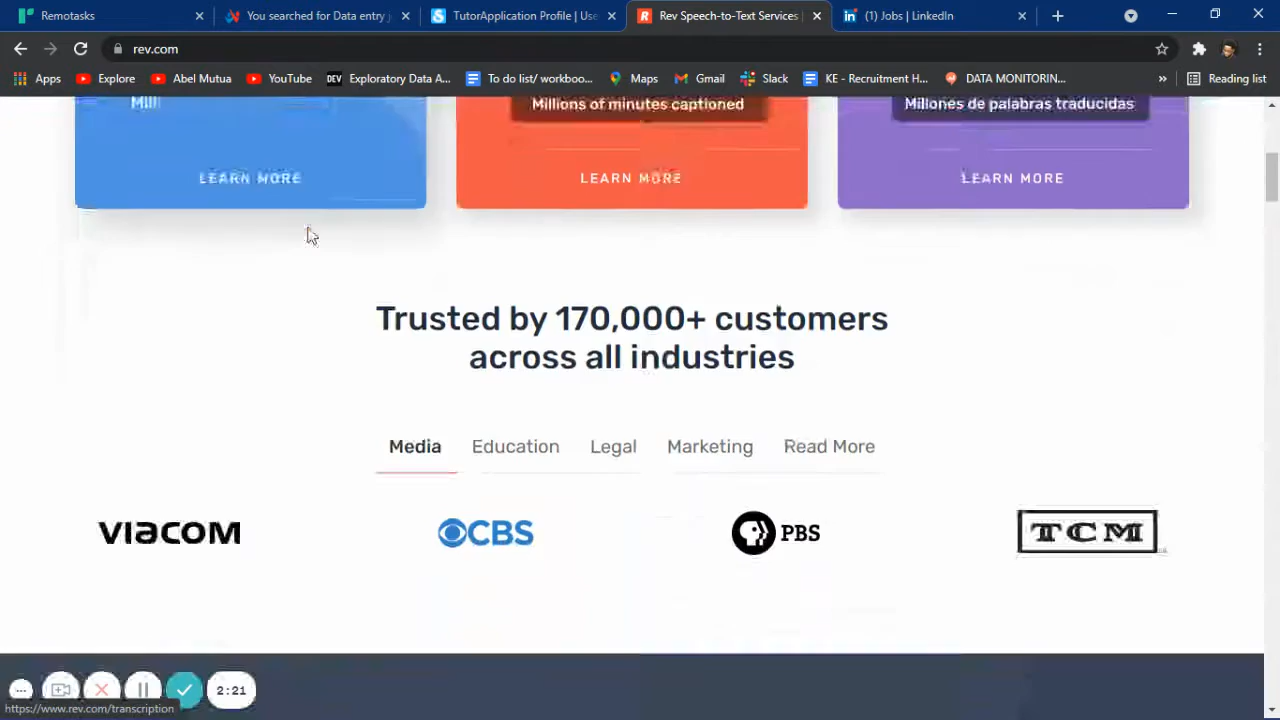 Remotasks
You searched for Data entry j
TutorApplication Profile | Use
Rev Speech-to-Text Services |
(1) Jobs | LinkedIn
rev.com
Apps
Explore
Abel Mutua
YouTube
DEV
Exploratory Data A...
To do list/ workboo...
Maps
Gmail
Slack
KE - Recruitment H...
DATA MONITORIN...
»
Reading list
Mill
Millions of minutes captioned
Millones de palabras traducidas
LEARN MORE
LEARN MORE
LEARN MORE
Trusted by 170,000+ customers
across all industries
Media
Education
Legal
Marketing
Read More
VIACOM
CBS
PBS
TCM
2:21
https://www.rev.com/transcription